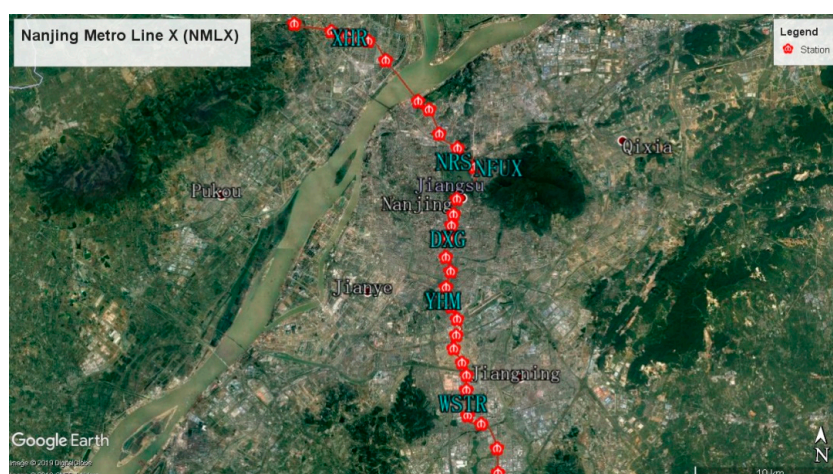 Nanjing Metro Line X (NMLX)
Legend
Station
XHR
Qixia
NRS
NFUX
Jiangsu
Pukou
Nanjing
DXG
Jianye
YHM
Jiangning
WSTR
Google Earth
N
Image © 2019 DigitalGlobe
10 km